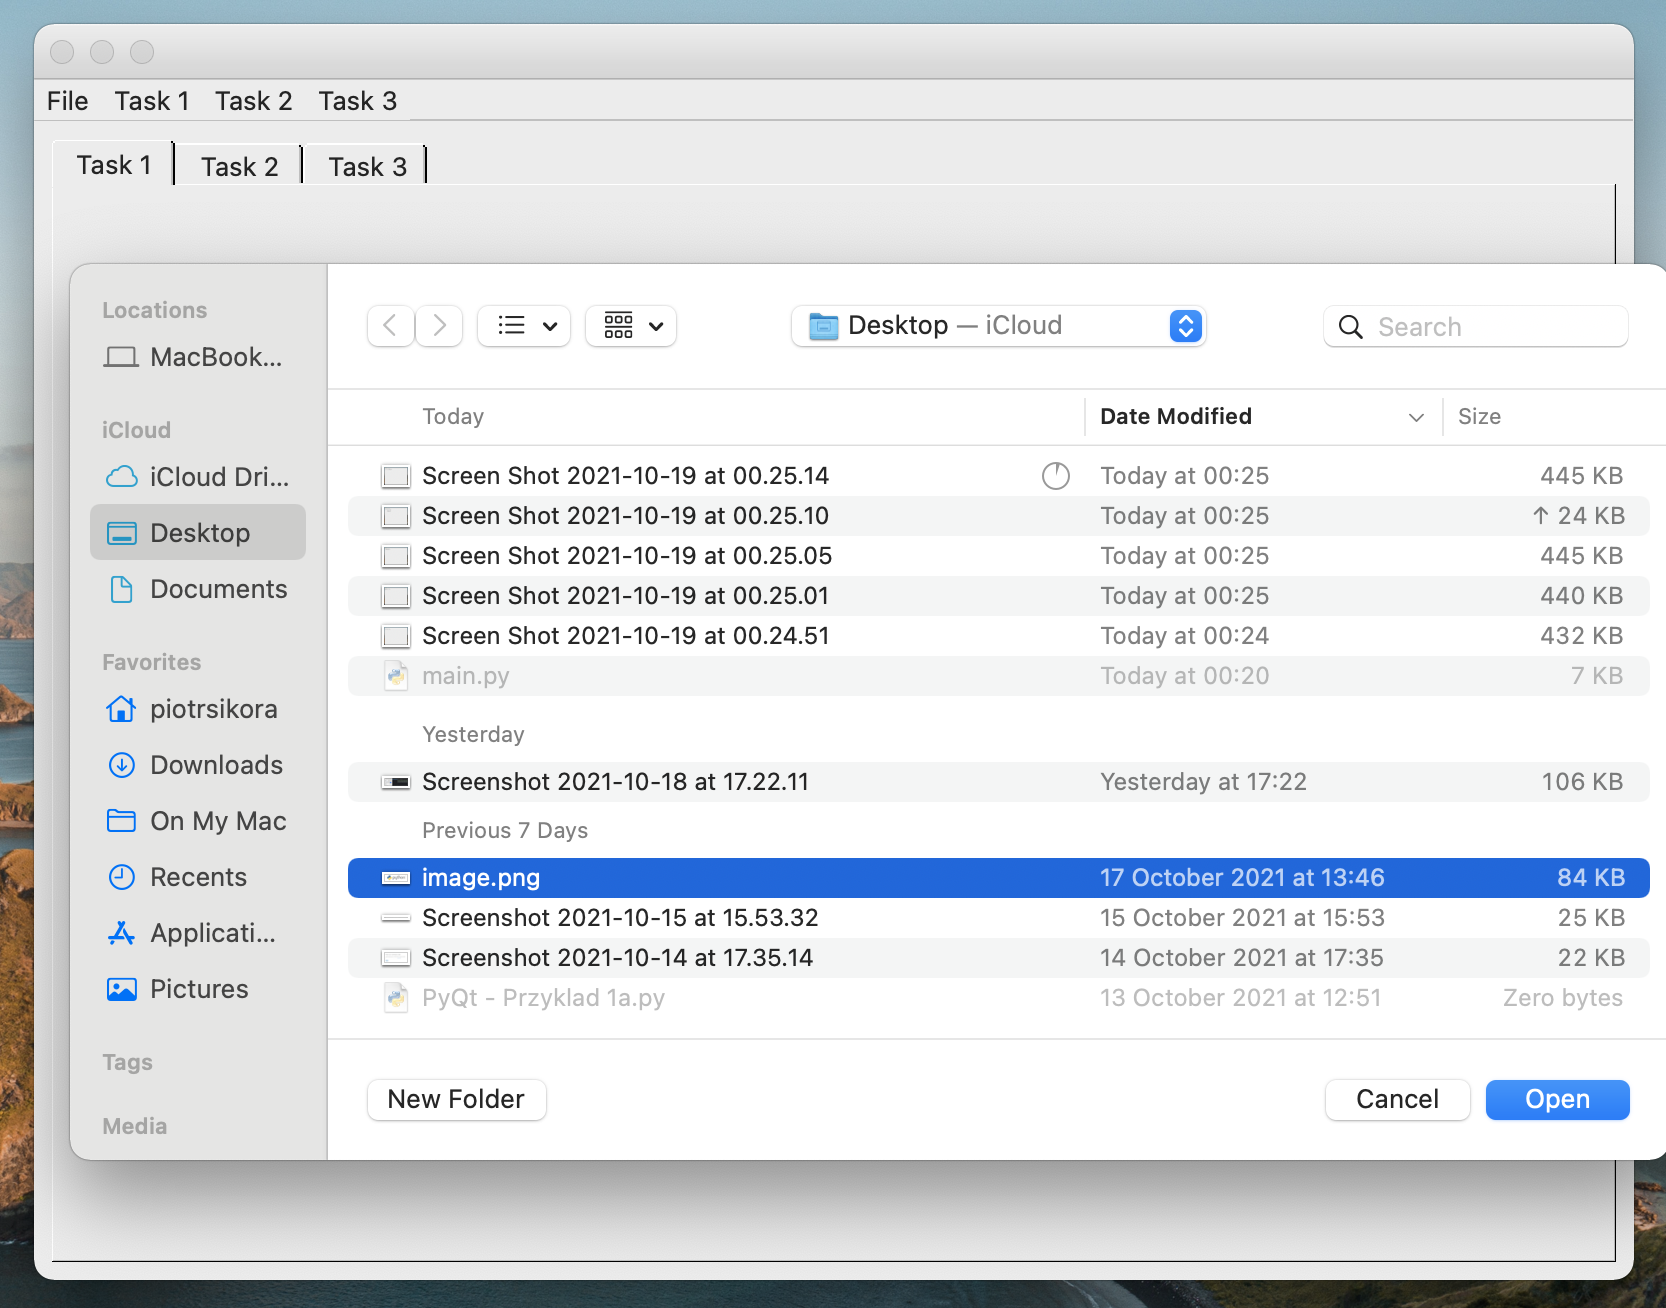 File Task 1 Task 2 Task 3
Task 1 Task 2 Task 3
Locations
MacBook...
iCloud
iCloud Dri...
Desktop
Documents
Favorites
piotrsikora
Downloads
On My Mac
Recents
Applicati...
Pictures
Tags
Media
Desktop — iCloud
Search
Today Date Modified Size
Screen Shot 2021-10-19 at 00.25.14 Today at 00:25 445 KB
Screen Shot 2021-10-19 at 00.25.10 Today at 00:25 ↑ 24 KB
Screen Shot 2021-10-19 at 00.25.05 Today at 00:25 445 KB
Screen Shot 2021-10-19 at 00.25.01 Today at 00:25 440 KB
Screen Shot 2021-10-19 at 00.24.51 Today at 00:24 432 KB
main.py Today at 00:20 7 KB
Yesterday
Screenshot 2021-10-18 at 17.22.11 Yesterday at 17:22 106 KB
Previous 7 Days
image.png 17 October 2021 at 13:46 84 KB
Screenshot 2021-10-15 at 15.53.32 15 October 2021 at 15:53 25 KB
Screenshot 2021-10-14 at 17.35.14 14 October 2021 at 17:35 22 KB
PyQt - Przyklad 1a.py 13 October 2021 at 12:51 Zero bytes
New Folder Cancel Open